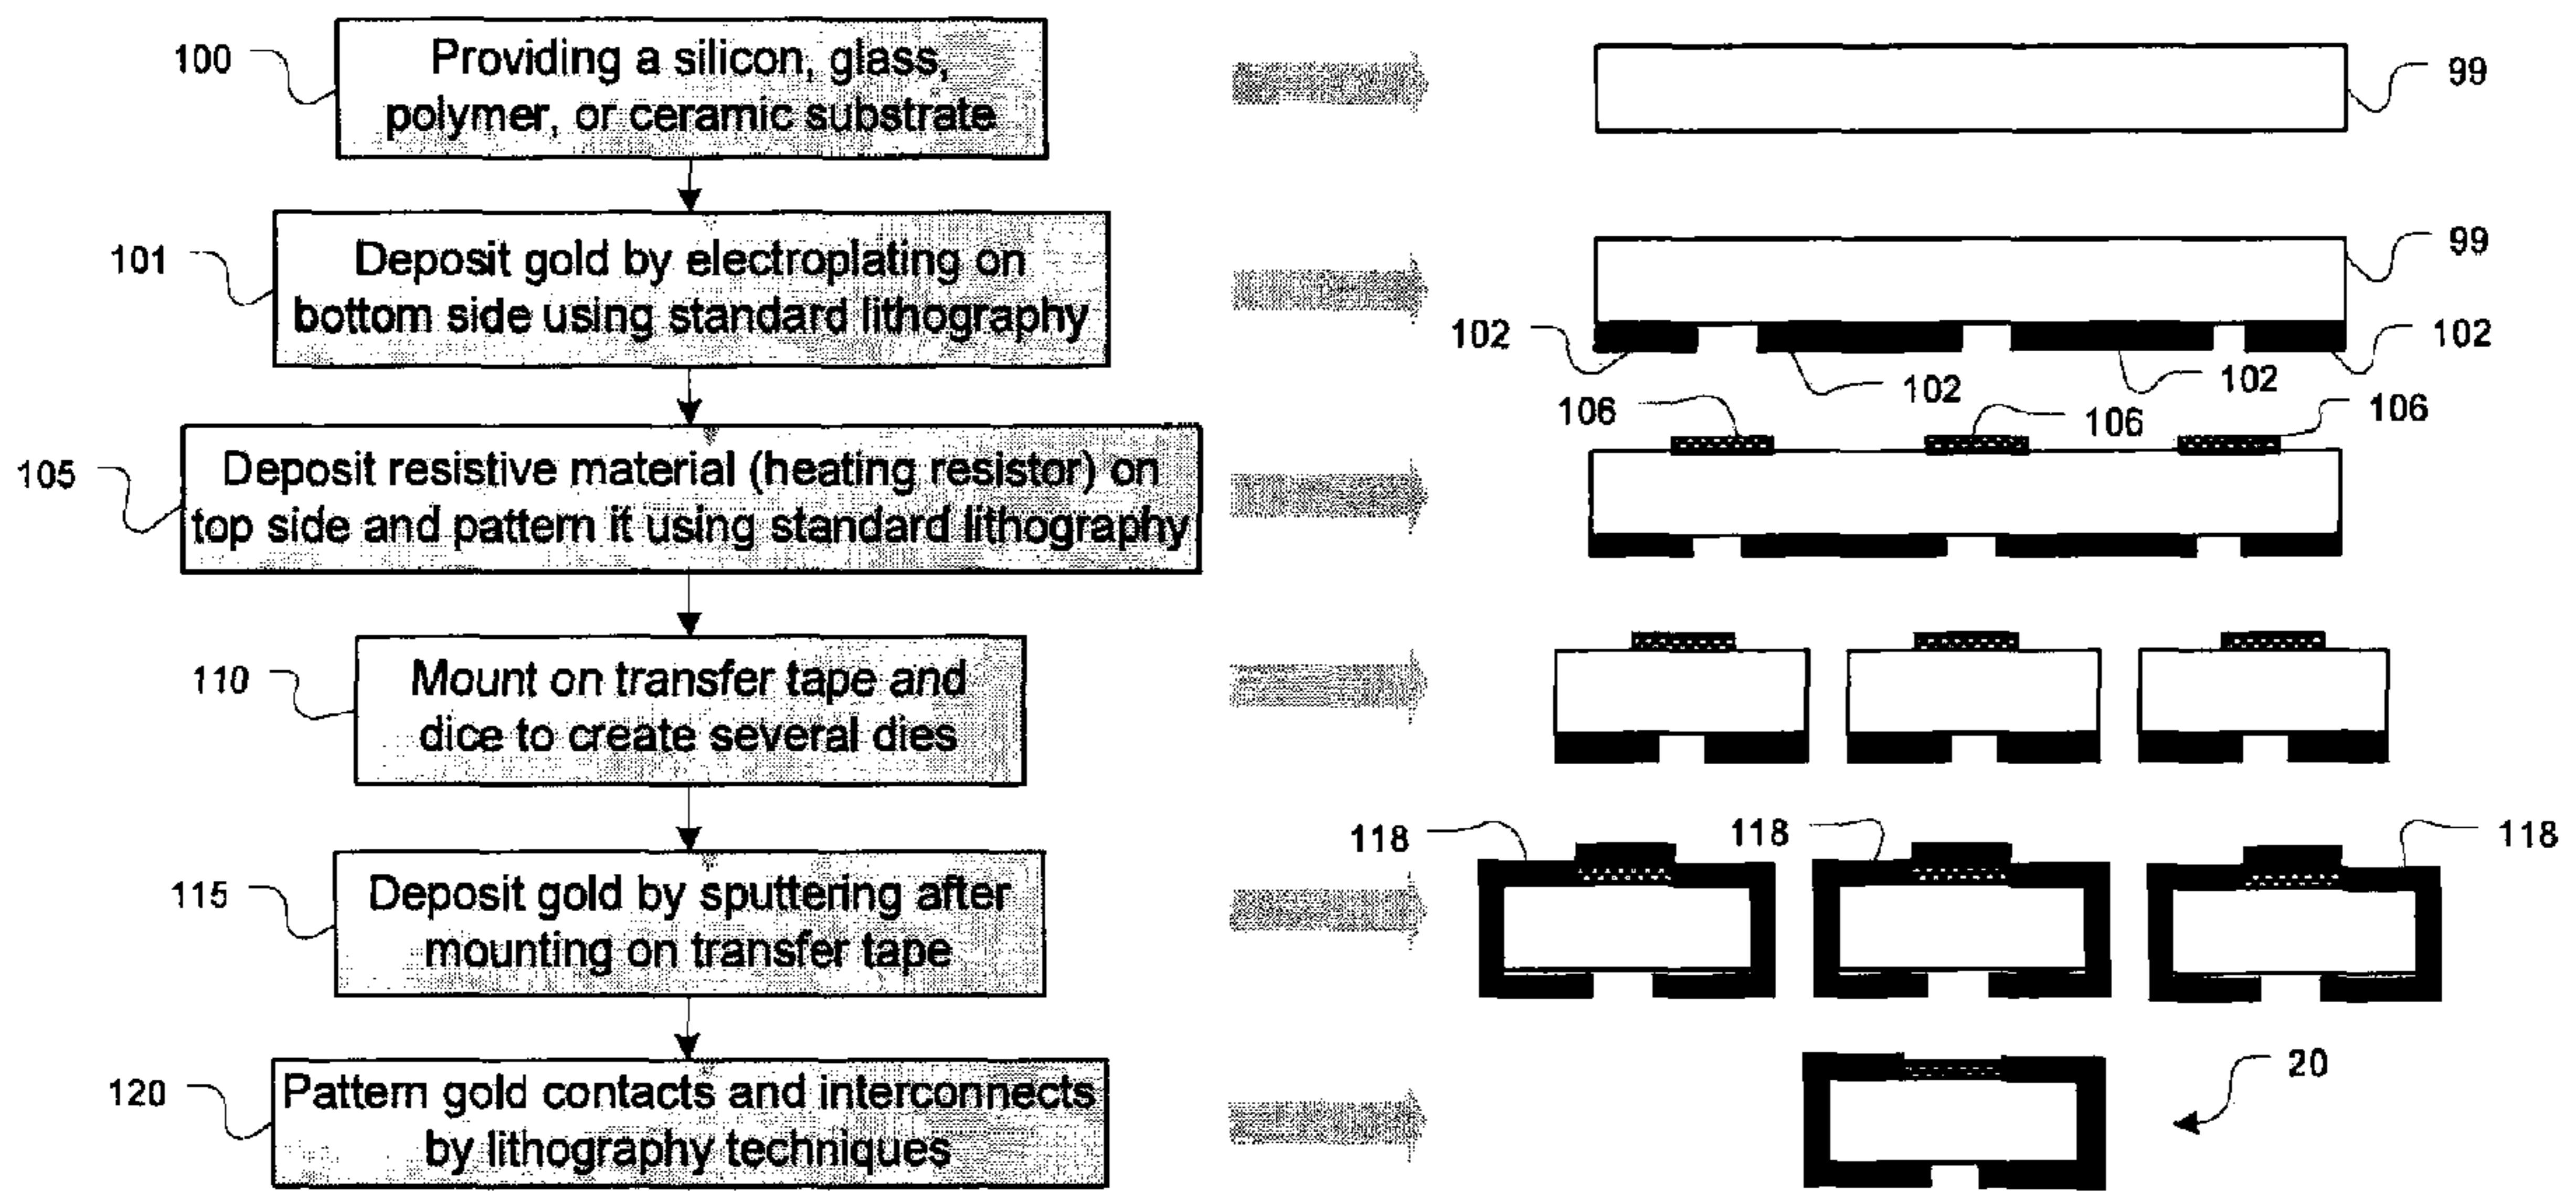 100
Providing a silicon, glass,
polymer, or ceramic substrate
99
101
Deposit gold by electroplating on
bottom side using standard lithography
99
102
102
102
102
105
Deposit resistive material (heating resistor) on
top side and pattern it using standard lithography
106
106
106
110
Mount on transfer tape and
dice to create several dies
115
Deposit gold by sputtering after
mounting on transfer tape
118
118
118
120
Pattern gold contacts and interconnects
by lithography techniques
20